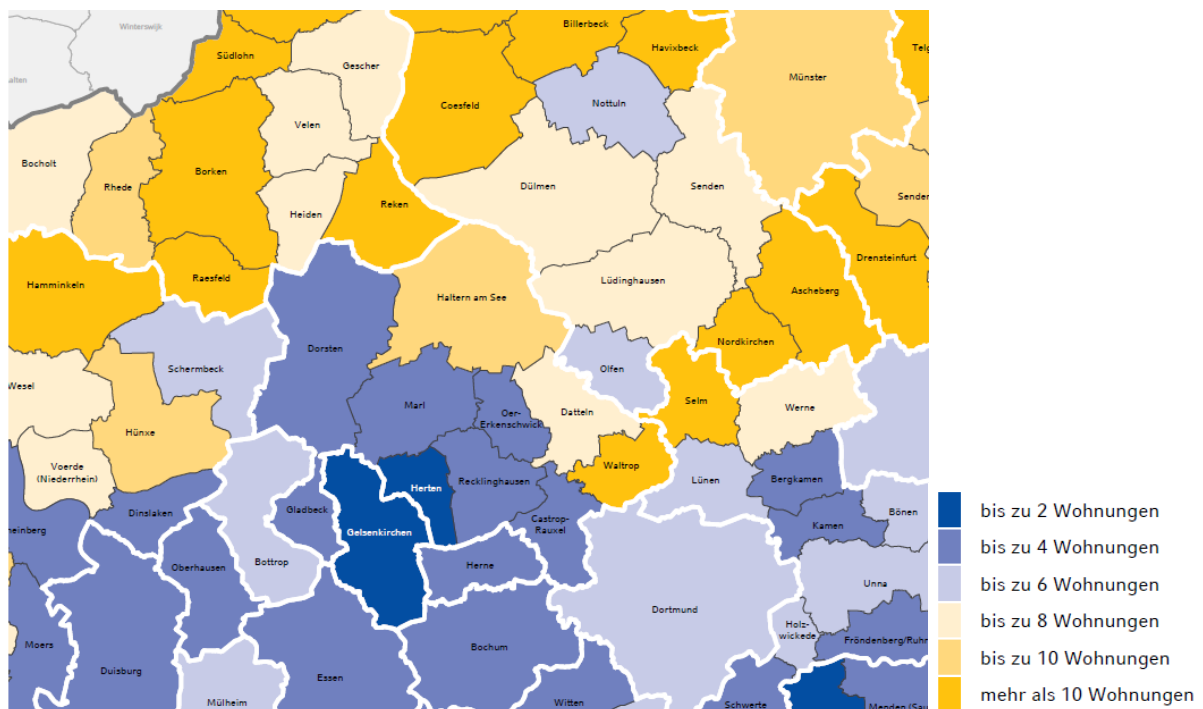 Winterswijk
Billerbeck
Havixbeck
Südlohn
Gescher
Münster
Coesfeld
Nottuln
Velen
Bocholt
Borken
Rhede
Dülmen
Senden
Reken
Heiden
Drensteinfurt
Raesfeld
Hamminkeln
Lüdinghausen
Ascheberg
Haltern am See
Nordkirchen
Dorsten
Schermbeck
Olfen
Wesel
Marl
Selm
Werne
Oer-
Erkenschwick
Datteln
Hünxe
Voerde
(Niederrhein)
Waltrop
Recklinghausen
Herten
Lünen
Bergkamen
Dinslaken
Gladbeck
Castrop-
Rauxel
Kamen
Bönen
Gelsenkirchen
Bottrop
Herne
Oberhausen
Unna
Dortmund
Holz-
wickede
Fröndenberg/Ruhr
Moers
Bochum
Duisburg
Essen
Mülheim
Witten
Schwerte
Menden (Sau
bis zu 2 Wohnungen
bis zu 4 Wohnungen
bis zu 6 Wohnungen
bis zu 8 Wohnungen
bis zu 10 Wohnungen
mehr als 10 Wohnungen